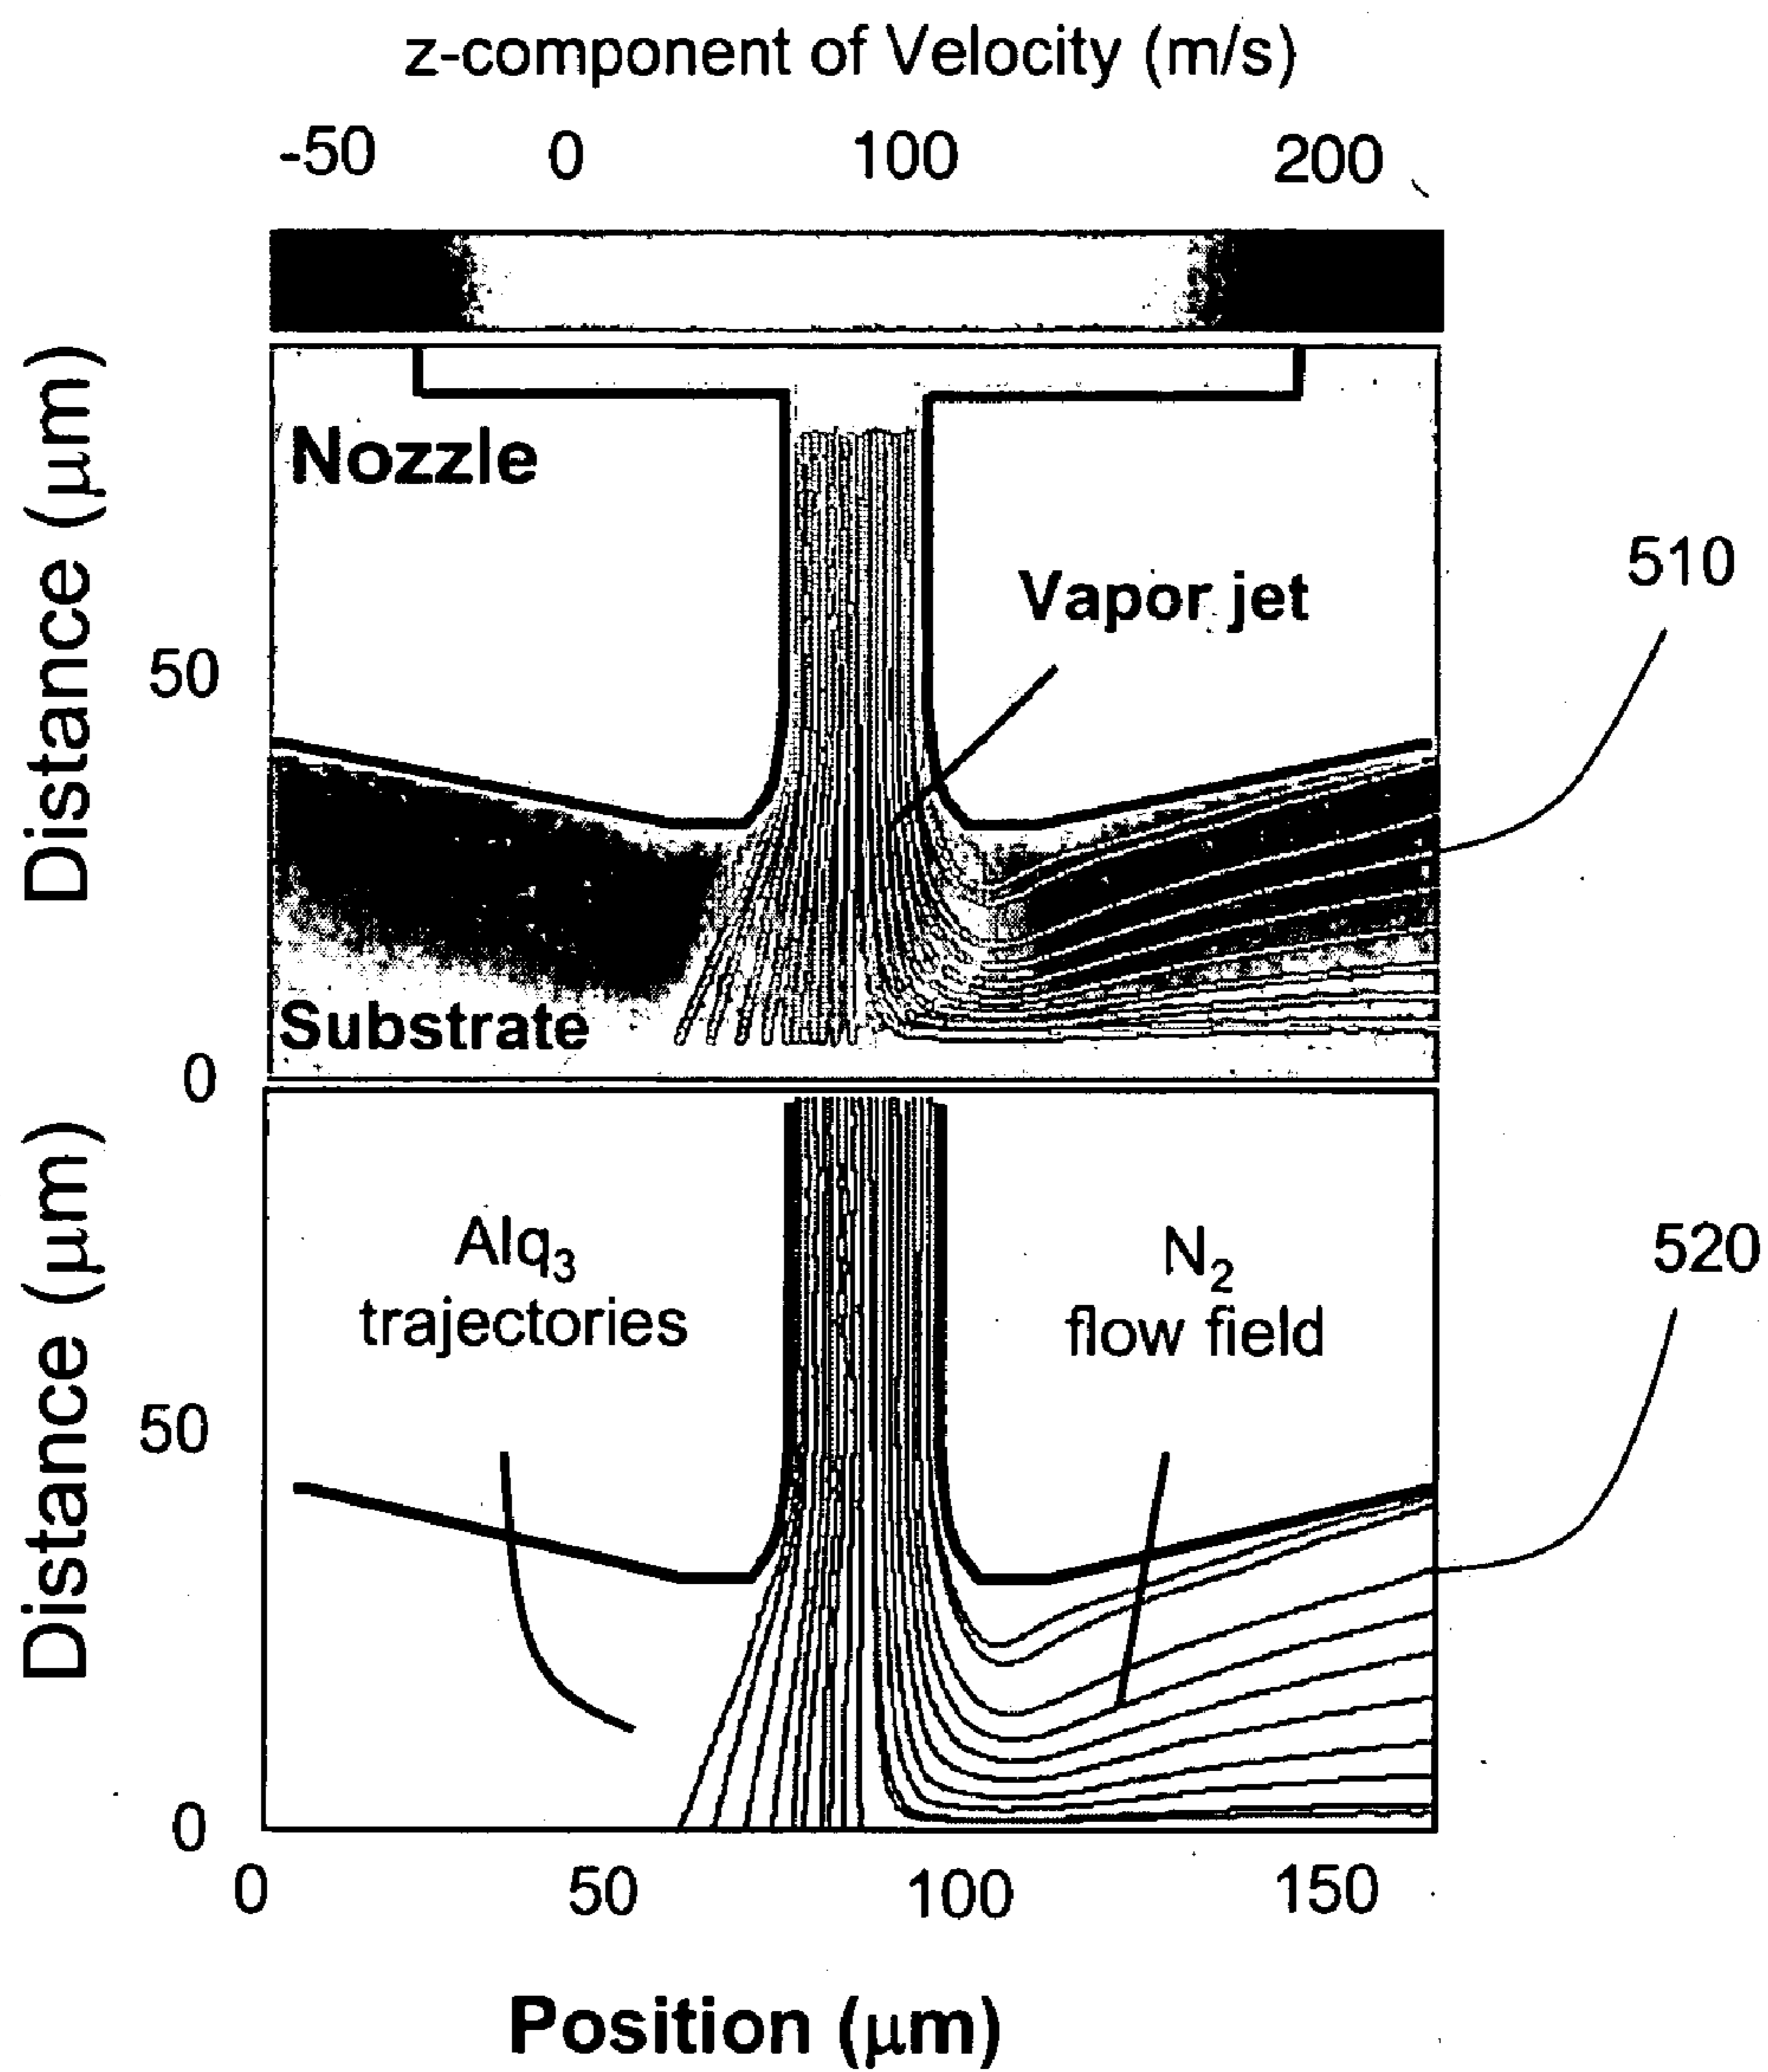 z-component of Velocity (m/s)
-50 0 100 200
Distance (μm)
Nozzle
Vapor jet
510
50
Substrate
0
Distance (μm)
Alq3
trajectories
N2
flow field
520
50
0
0 50 100 150
Position (μm)